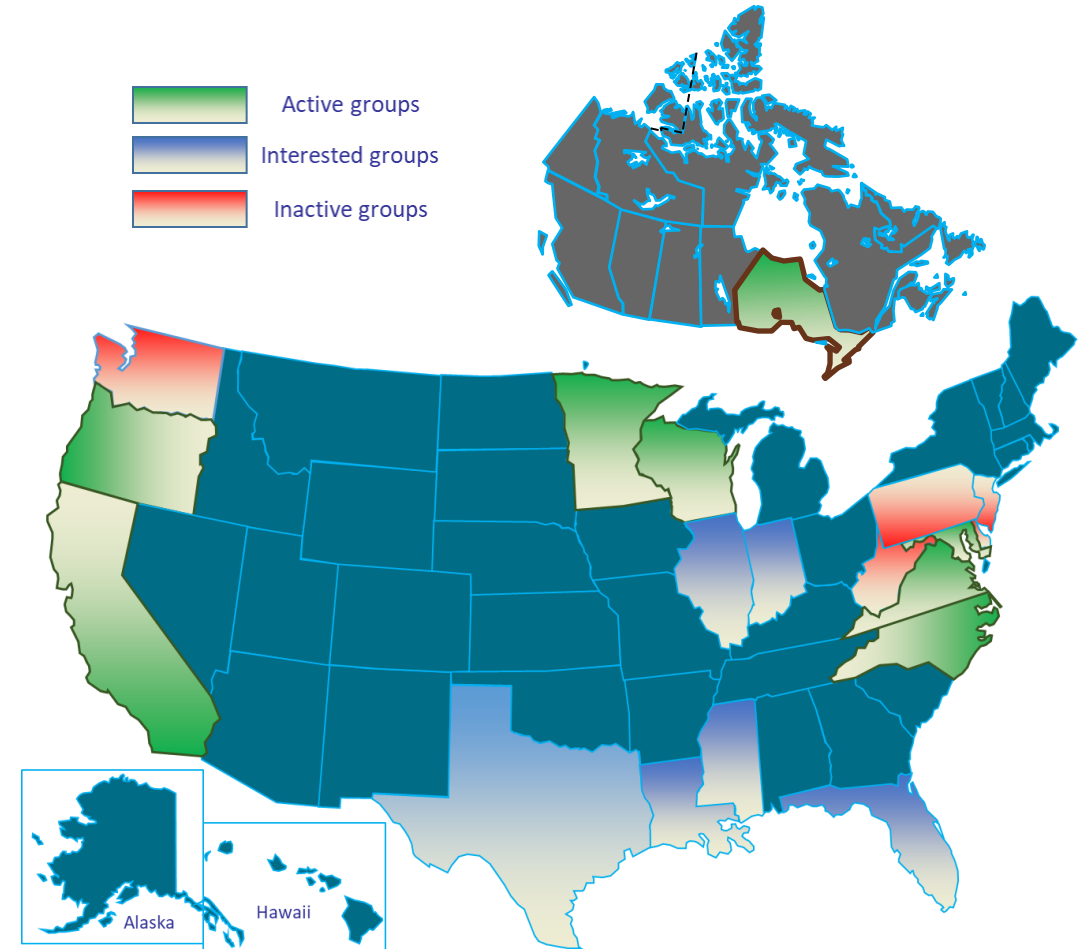 Active groups
Interested groups
Inactive groups
Alaska
Hawaii